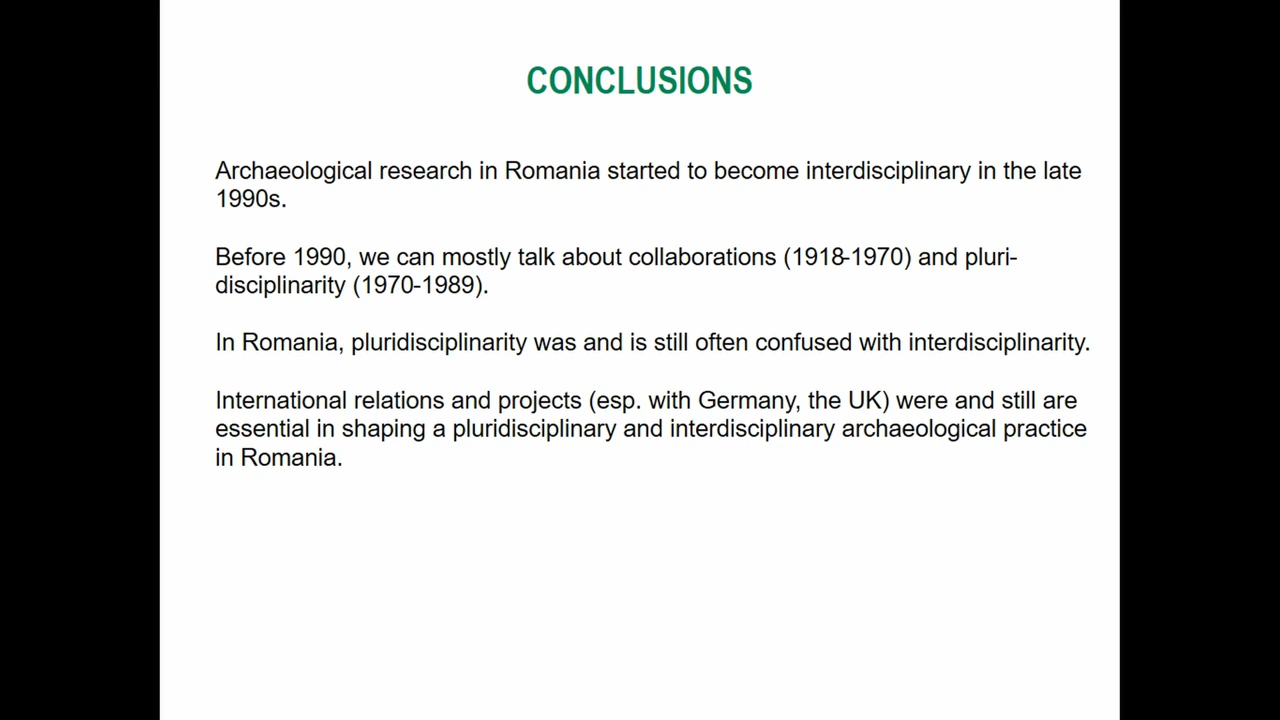 CONCLUSIONS
Archaeological research in Romania started to become interdisciplinary in the late
1990s.
Before 1990, we can mostly talk about collaborations (1918-1970) and pluri-
disciplinarity (1970-1989).
In Romania, pluridisciplinarity was and is still often confused with interdisciplinarity.
International relations and projects (esp. with Germany, the UK) were and still are
essential in shaping a pluridisciplinary and interdisciplinary archaeological practice
in Romania.